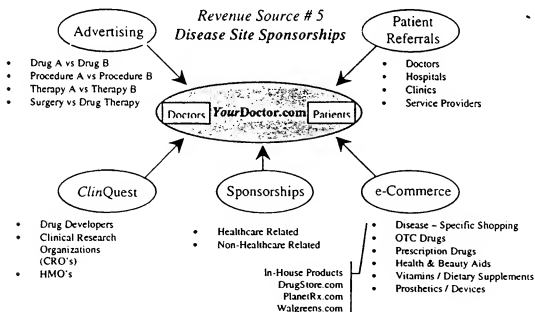 Revenue Source # 5
Disease Site Sponsorships
Advertising
Patient
Referrals
• Drug A vs Drug B
• Procedure A vs Procedure B
• Therapy A vs Therapy B
• Surgery vs Drug Therapy
• Doctors
• Hospitals
• Clinics
• Service Providers
Doctors YourDoctor.com Patients
ClinQuest
Sponsorships
e-Commerce
• Drug Developers
• Clinical Research
Organizations
(CRO's)
• HMO's
• Healthcare Related
• Non-Healthcare Related
• Disease – Specific Shopping
• OTC Drugs
• Prescription Drugs
• Health & Beauty Aids
• Vitamins / Dietary Supplements
• Prosthetics / Devices
In-House Products
DrugStore.com
PlanetRx.com
Walgreens.com